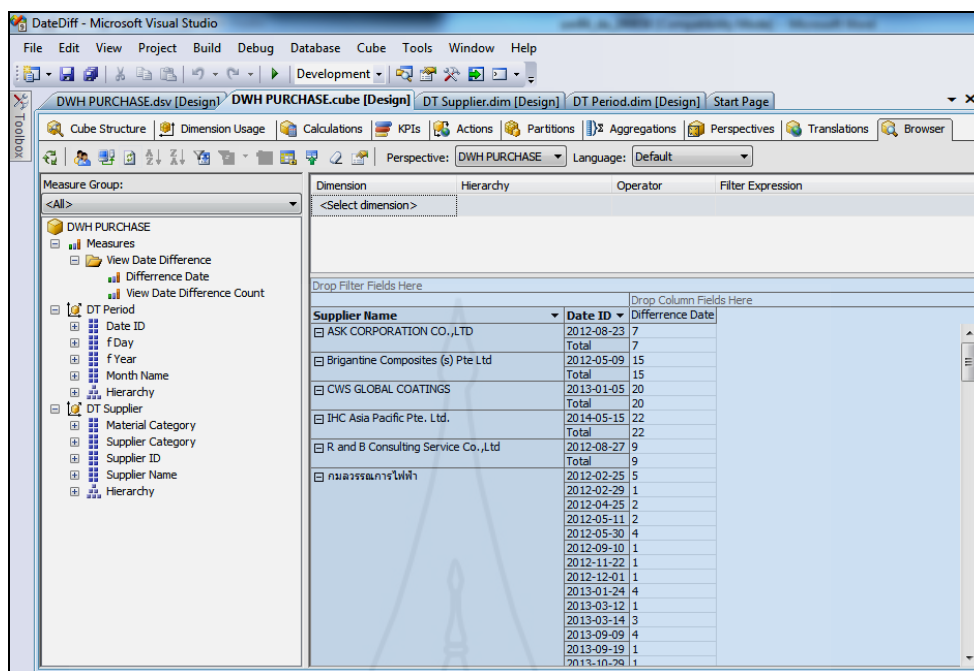 DateDiff - Microsoft Visual Studio
File Edit View Project Build Debug Database Cube Tools Window Help
Development
DWH PURCHASE.dsv [Design] DWH PURCHASE.cube [Design] DT Supplier.dim [Design] DT Period.dim [Design] Start Page
Toolbox
Cube Structure Dimension Usage Calculations KPIs Actions Partitions Aggregations Perspectives Translations Browser
Perspective: DWH PURCHASE Language: Default
Measure Group:
<All>
DWH PURCHASE
Measures
View Date Difference
Differrence Date
View Date Difference Count
DT Period
Date ID
f Day
f Year
Month Name
Hierarchy
DT Supplier
Material Category
Supplier Category
Supplier ID
Supplier Name
Hierarchy
Dimension Hierarchy Operator Filter Expression
<Select dimension>
Drop Filter Fields Here
Drop Column Fields Here
Supplier Name Date ID Differrence Date
ASK CORPORATION CO.,LTD 2012-08-23 7
Total 7
Brigantine Composites (s) Pte Ltd 2012-05-09 15
Total 15
CWS GLOBAL COATINGS 2013-01-05 20
Total 20
IHC Asia Pacific Pte. Ltd. 2014-05-15 22
Total 22
R and B Consulting Service Co.,Ltd 2012-08-27 9
Total 9
กมลวรรณการไฟฟ้า 2012-02-25 5
2012-02-29 1
2012-04-25 2
2012-05-11 2
2012-05-30 4
2012-09-10 1
2012-11-22 1
2012-12-01 1
2013-01-24 4
2013-03-12 1
2013-03-14 3
2013-09-09 4
2013-09-19 1
2013-10-29 1